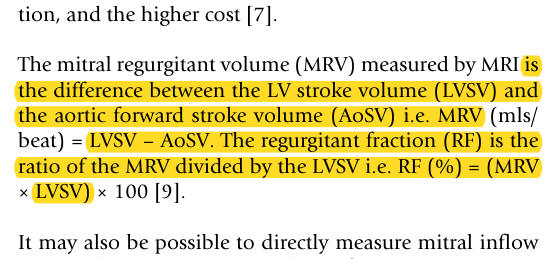 tion, and the higher cost [7].
The mitral regurgitant volume (MRV) measured by MRI is
the difference between the LV stroke volume (LVSV) and
the aortic forward stroke volume (AoSV) i.e. MRV (mls/
beat) = LVSV – AoSV. The regurgitant fraction (RF) is the
ratio of the MRV divided by the LVSV i.e. RF (%) = (MRV
× LVSV) × 100 [9].
It may also be possible to directly measure mitral inflow